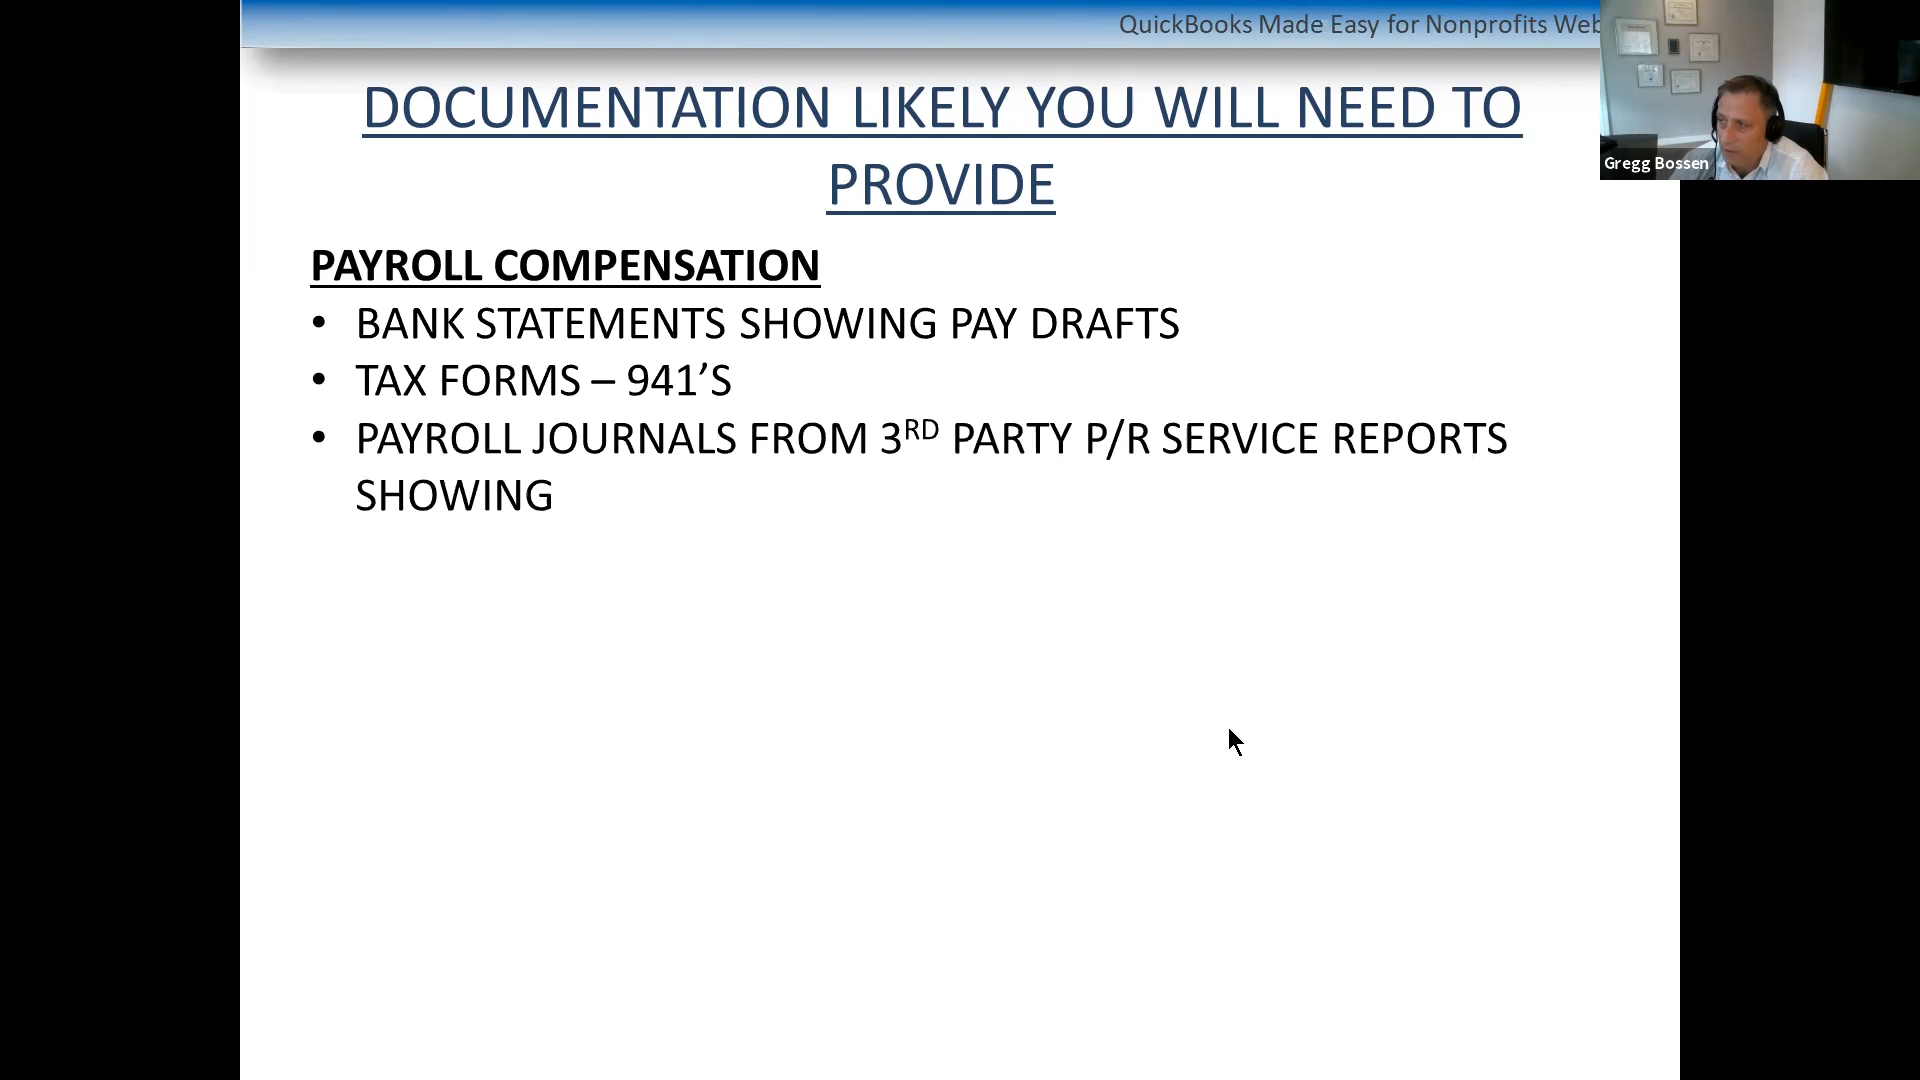 QuickBooks Made Easy for Nonprofits Web
DOCUMENTATION LIKELY YOU WILL NEED TO
PROVIDE
Gregg Bossen
PAYROLL COMPENSATION
• BANK STATEMENTS SHOWING PAY DRAFTS
• TAX FORMS – 941’S
• PAYROLL JOURNALS FROM 3RD PARTY P/R SERVICE REPORTS
SHOWING